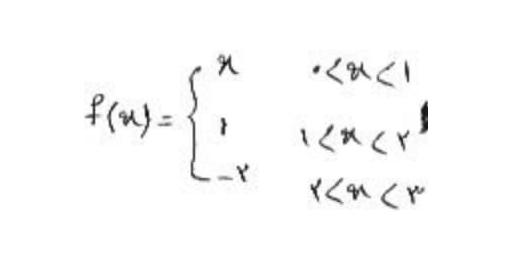 f(x) = { x    ۰<x<۱
۱    ۱<x<۲
-۲    ۲<x<۳